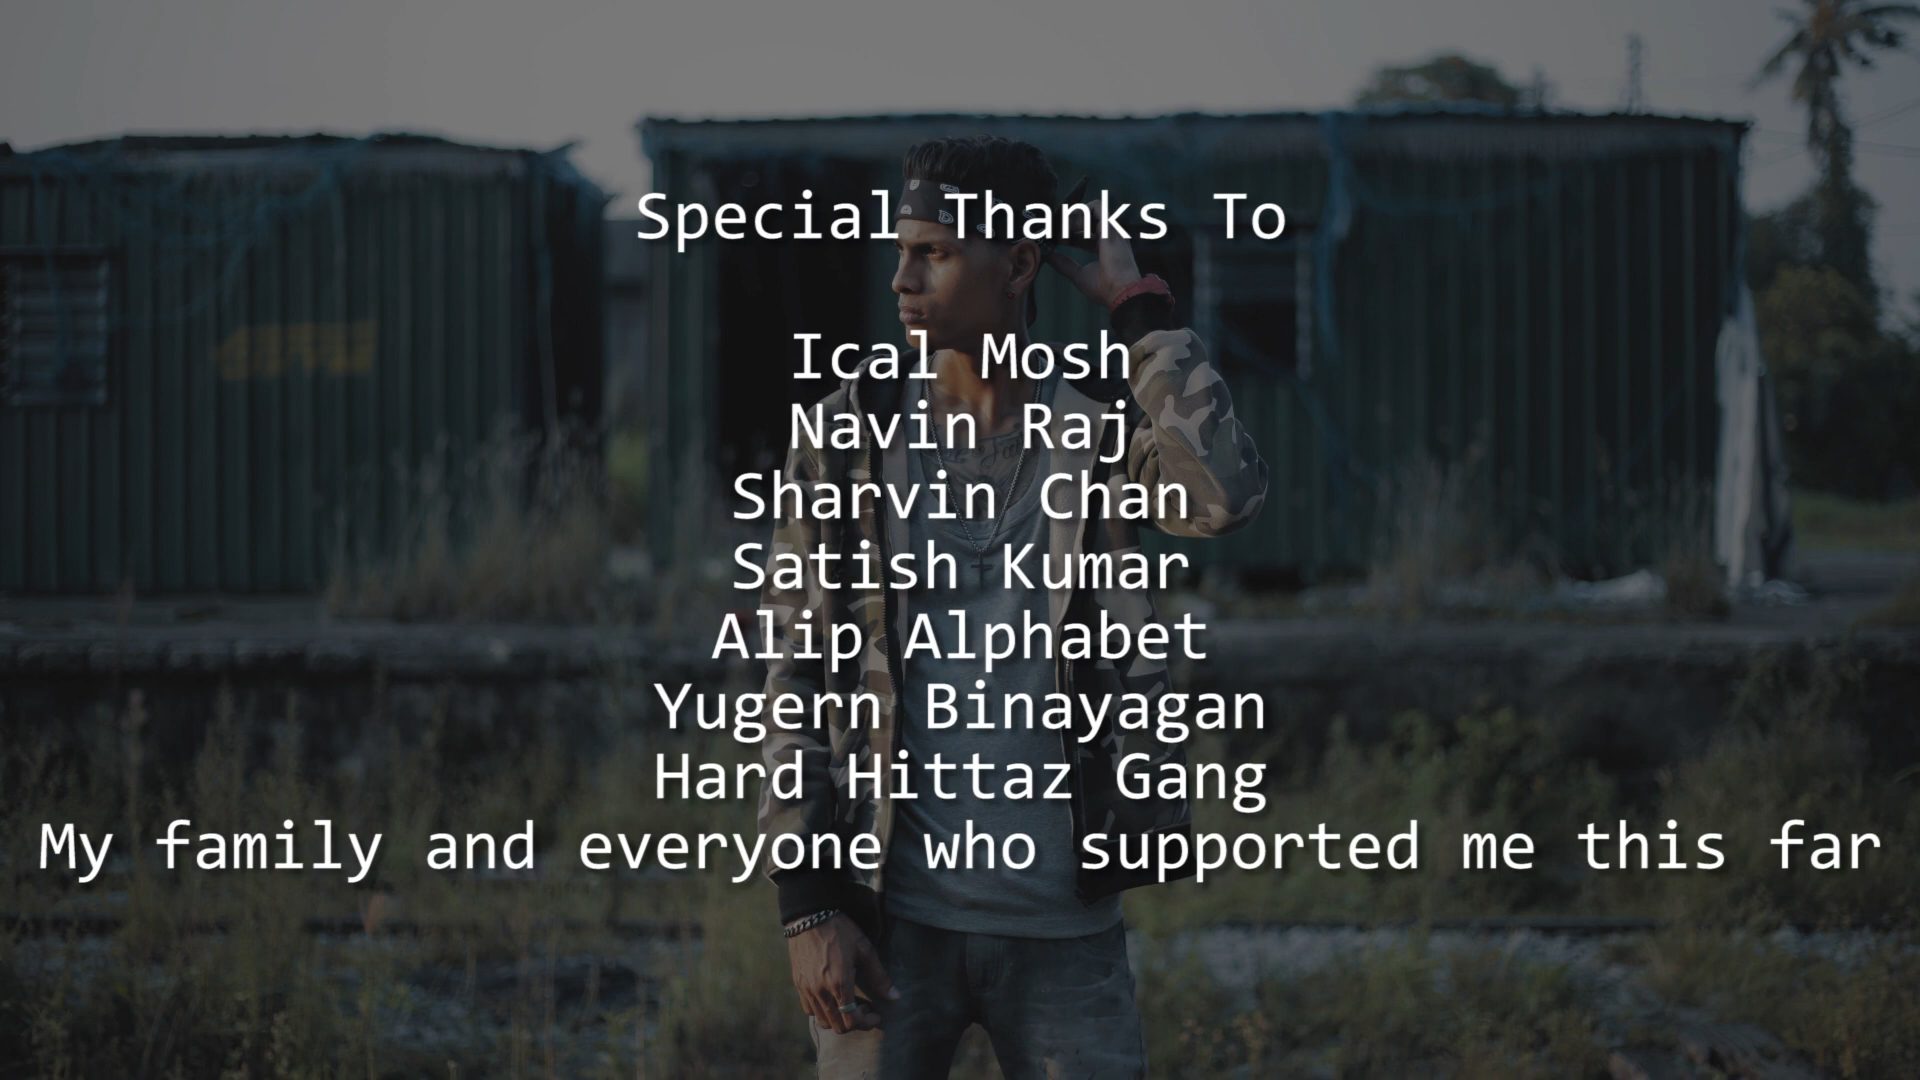 Special Thanks To
Ical Mosh
Navin Raj
Sharvin Chan
Satish Kumar
Alip Alphabet
Yugern Binayagan
Hard Hittaz Gang
My family and everyone who supported me this far